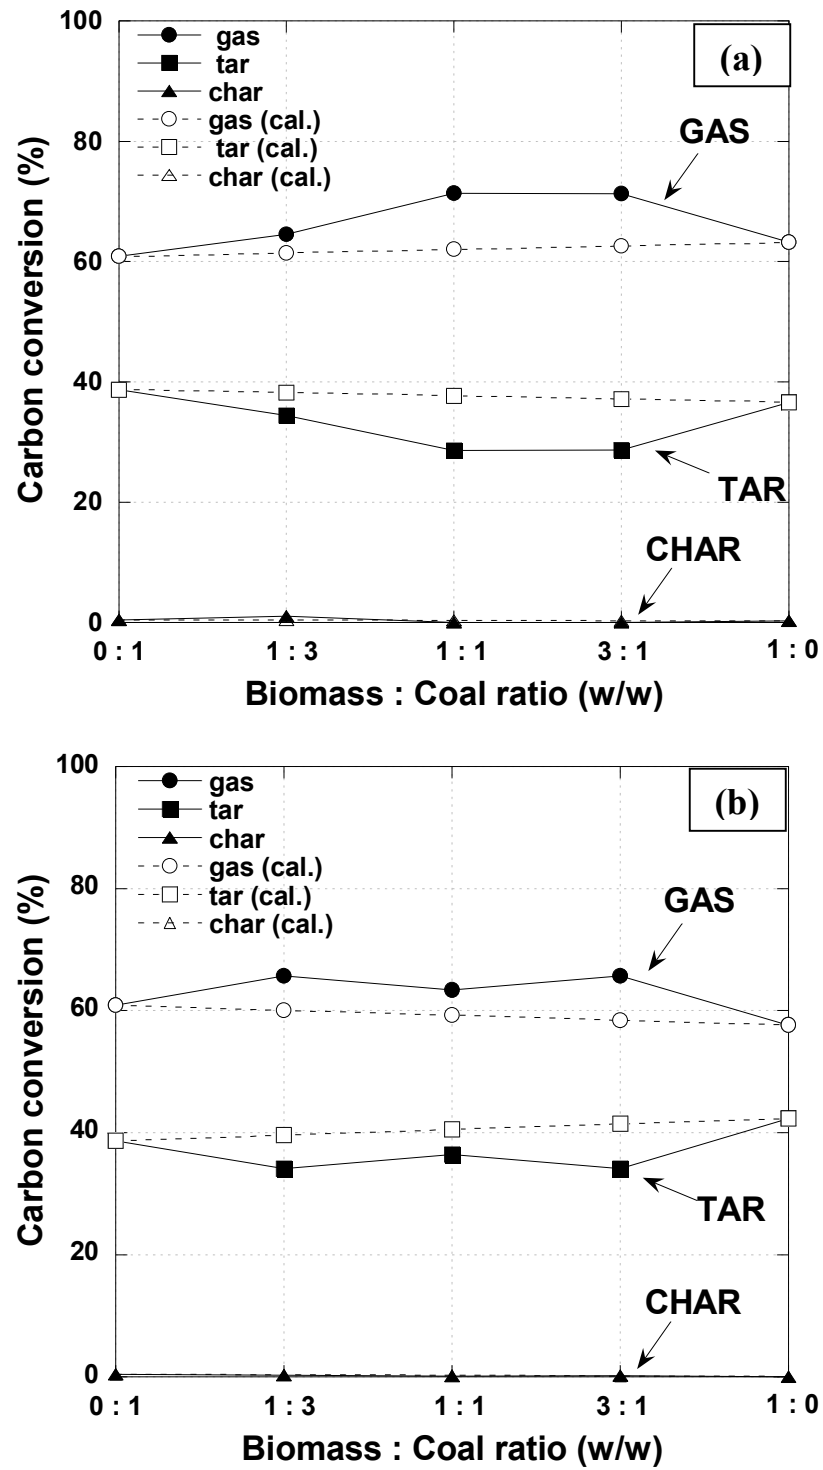 100
80
60
40
20
0
Carbon conversion (%)
gas
tar
char
gas (cal.)
tar (cal.)
char (cal.)
(a)
GAS
TAR
CHAR
0 : 1
1 : 3
1 : 1
3 : 1
1 : 0
Biomass : Coal ratio (w/w)
100
80
60
40
20
0
Carbon conversion (%)
gas
tar
char
gas (cal.)
tar (cal.)
char (cal.)
(b)
GAS
TAR
CHAR
0 : 1
1 : 3
1 : 1
3 : 1
1 : 0
Biomass : Coal ratio (w/w)